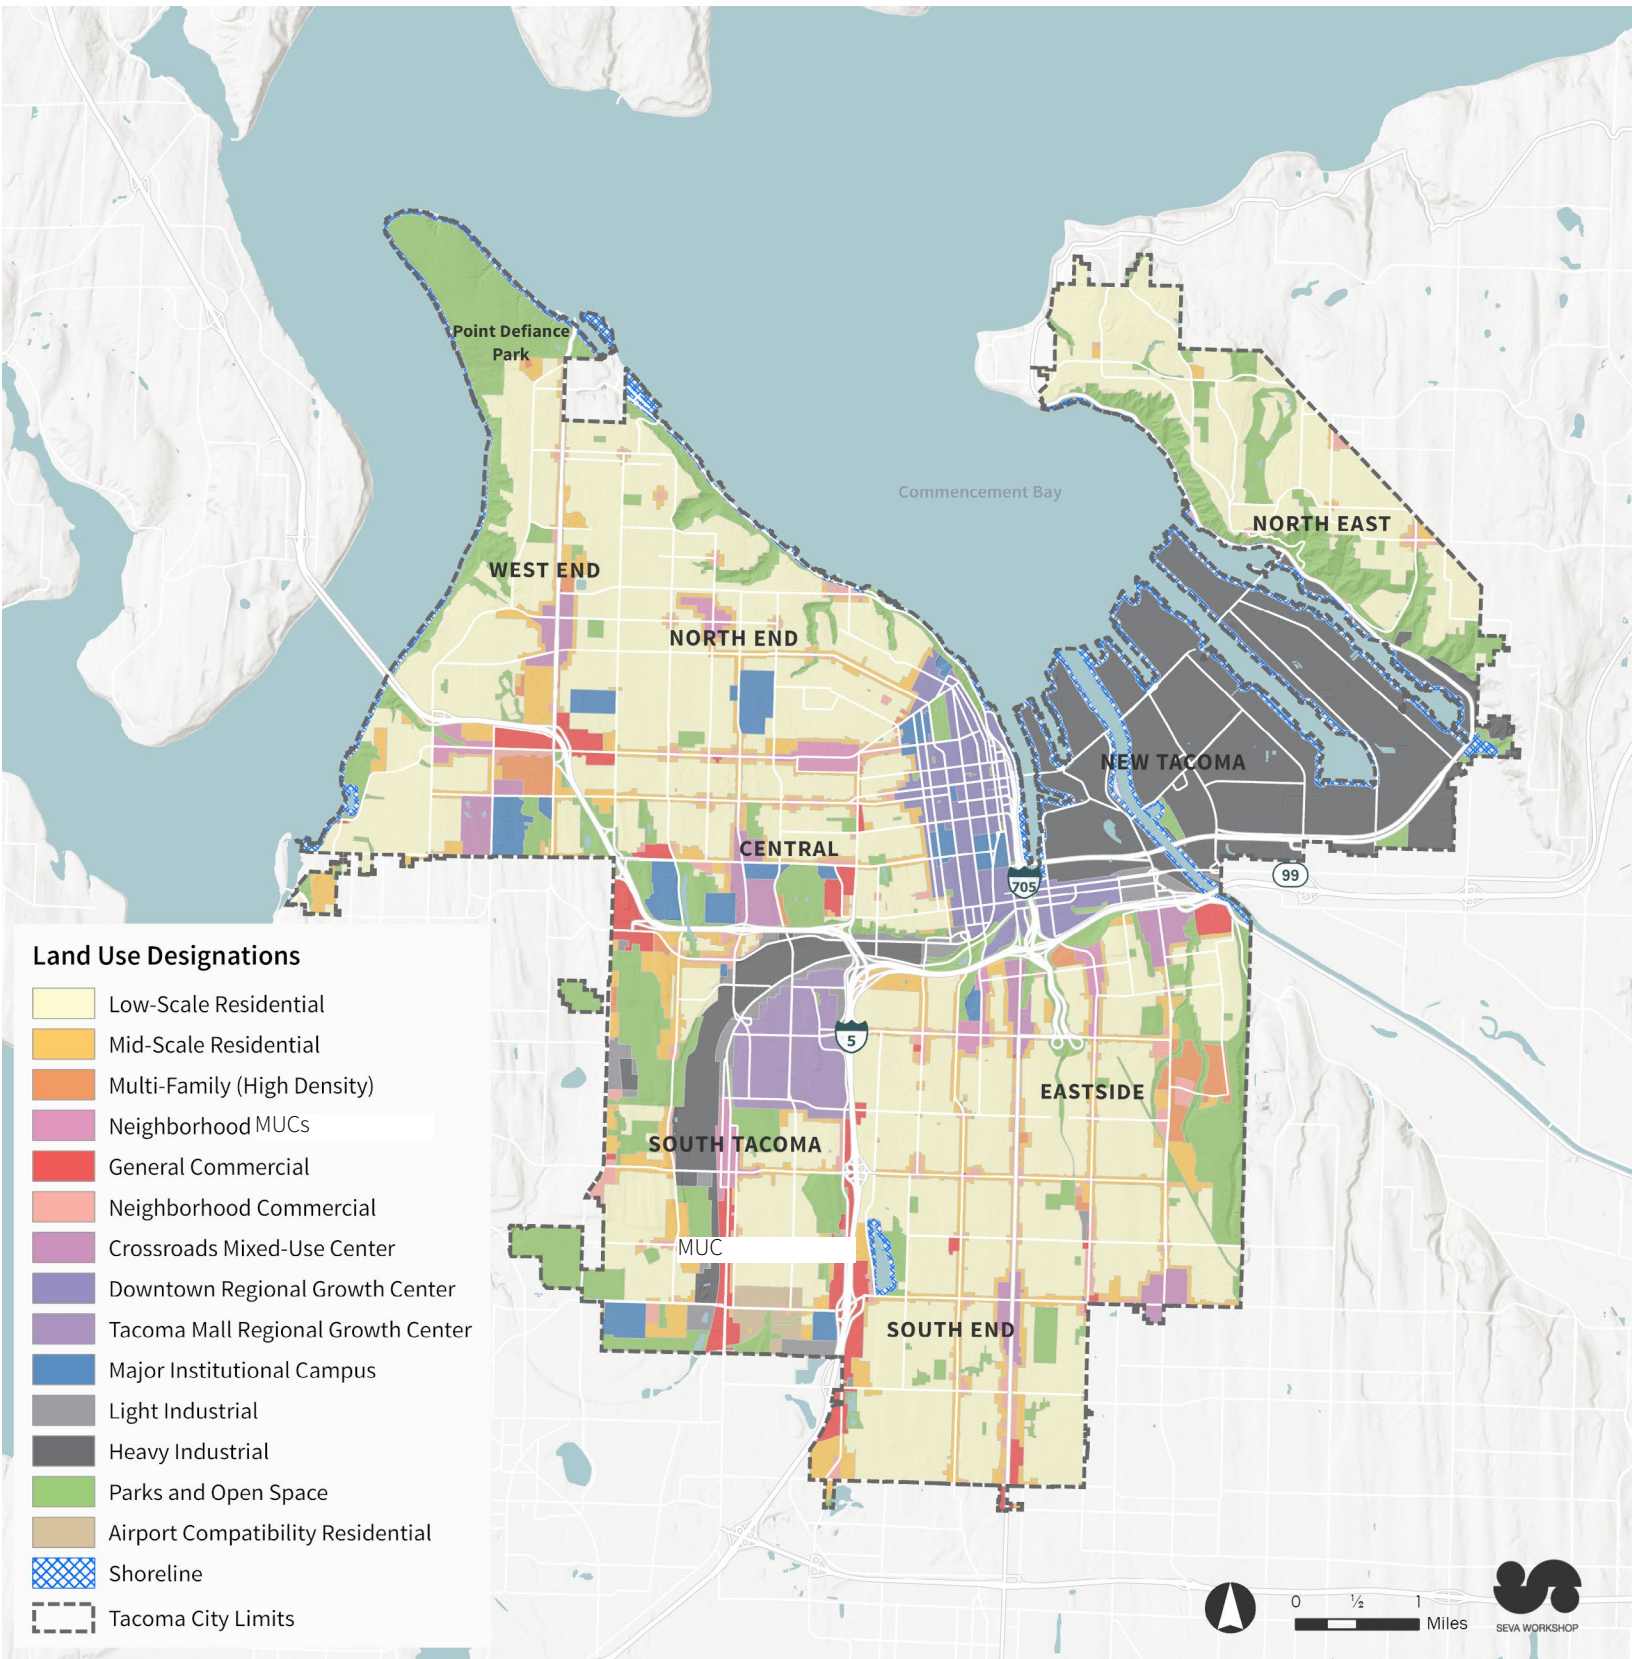 Point Defiance
Park
Commencement Bay
NORTH EAST
WEST END
NORTH END
NEW TACOMA
CENTRAL
705
99
5
EASTSIDE
SOUTH TACOMA
MUC
SOUTH END
Land Use Designations
Low-Scale Residential
Mid-Scale Residential
Multi-Family (High Density)
Neighborhood MUCs
General Commercial
Neighborhood Commercial
Crossroads Mixed-Use Center
Downtown Regional Growth Center
Tacoma Mall Regional Growth Center
Major Institutional Campus
Light Industrial
Heavy Industrial
Parks and Open Space
Airport Compatibility Residential
Shoreline
Tacoma City Limits
0 ½ 1
Miles
SEVA WORKSHOP